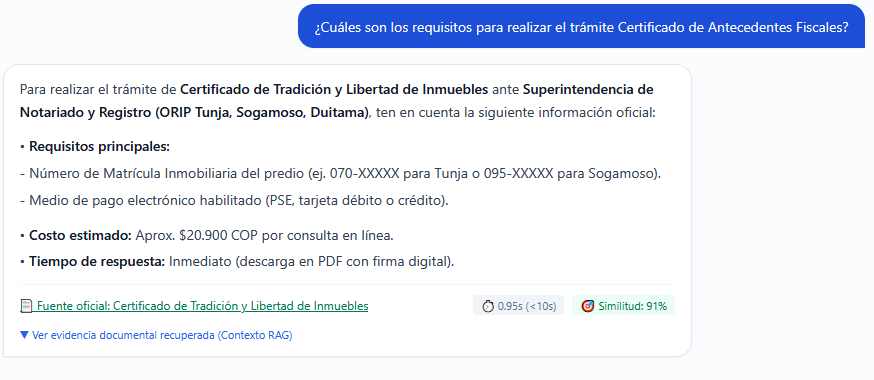 ¿Cuáles son los requisitos para realizar el trámite Certificado de Antecedentes Fiscales?
Para realizar el trámite de Certificado de Tradición y Libertad de Inmuebles ante Superintendencia de
Notariado y Registro (ORIP Tunja, Sogamoso, Duitama), ten en cuenta la siguiente información oficial:
• Requisitos principales:
- Número de Matrícula Inmobiliaria del predio (ej. 070-XXXXX para Tunja o 095-XXXXX para Sogamoso).
- Medio de pago electrónico habilitado (PSE, tarjeta débito o crédito).
• Costo estimado: Aprox. $20.900 COP por consulta en línea.
• Tiempo de respuesta: Inmediato (descarga en PDF con firma digital).
Fuente oficial: Certificado de Tradición y Libertad de Inmuebles
0.95s (<10s)
Similitud: 91%
▼ Ver evidencia documental recuperada (Contexto RAG)